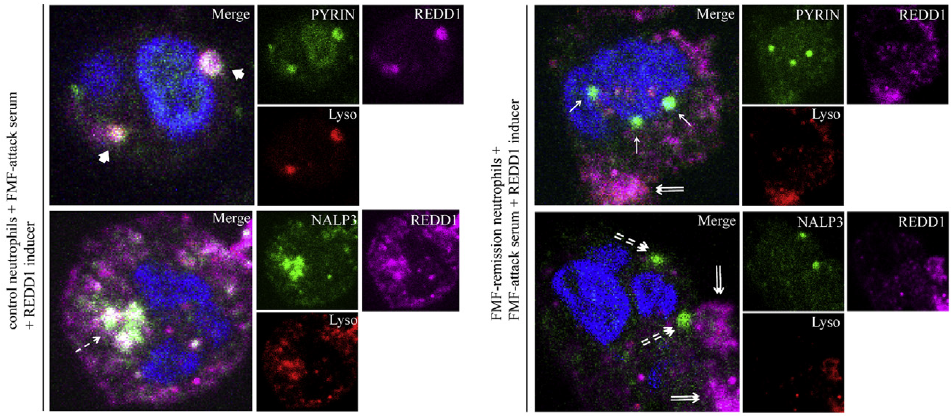 control neutrophils + FMF-attack serum
+ REDD1 inducer
Merge
PYRIN
REDD1
Lyso
Merge
NALP3
REDD1
Lyso
FMF-remission neutrophils +
FMF-attack serum + REDD1 inducer
Merge
PYRIN
REDD1
Lyso
Merge
NALP3
REDD1
Lyso